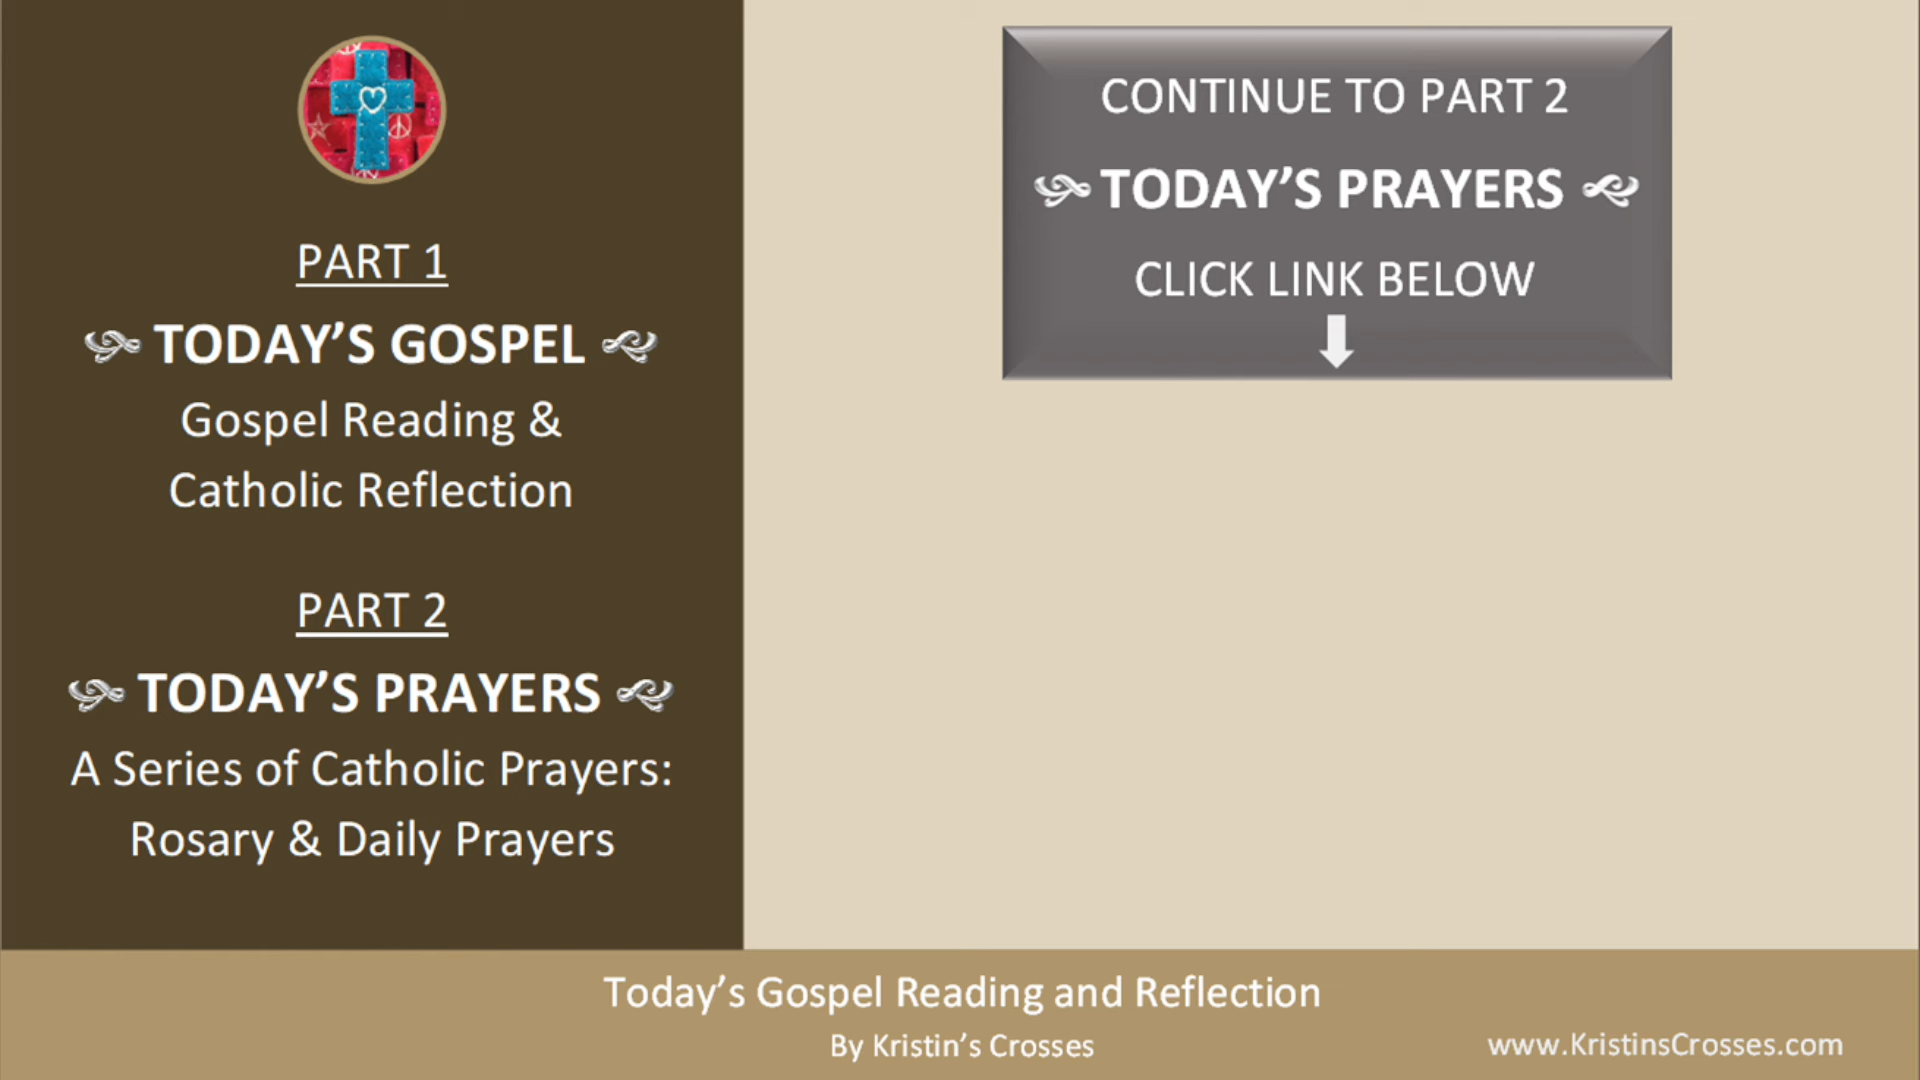 PART 1
TODAY'S GOSPEL
Gospel Reading &
Catholic Reflection
PART 2
TODAY'S PRAYERS
A Series of Catholic Prayers:
Rosary & Daily Prayers
CONTINUE TO PART 2
TODAY'S PRAYERS
CLICK LINK BELOW
Today's Gospel Reading and Reflection
By Kristin's Crosses
www.KristinsCrosses.com